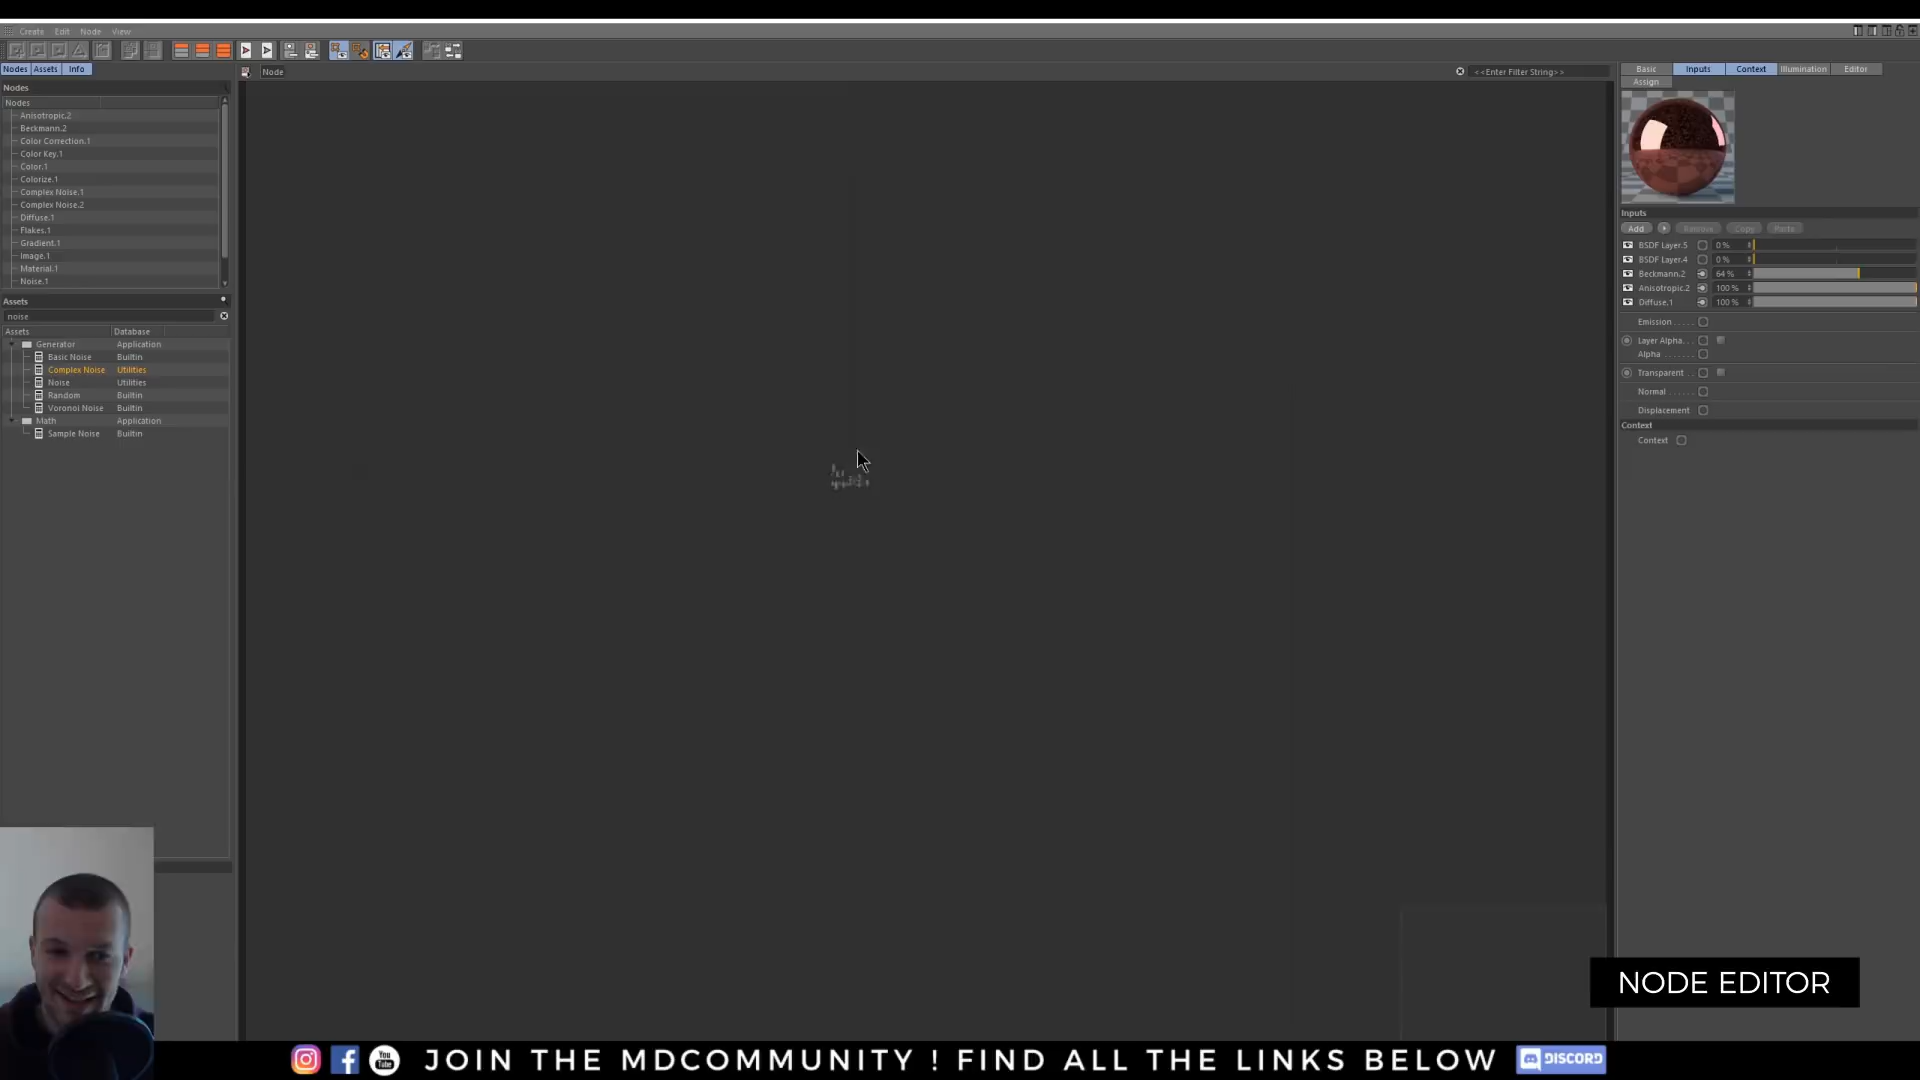 Create Edit Node View
Nodes Assets Info
Node
<<Enter Filter String>>
Basic Inputs Context Illumination Editor
Assign
Nodes
Nodes
Anisotropic.2
Beckmann.2
Color Correction.1
Color Key.1
Color.1
Colorize.1
Complex Noise.1
Complex Noise.2
Diffuse.1
Flakes.1
Gradient.1
Image.1
Material.1
Noise.1
Assets
noise
Assets Database
Generator Application
Basic Noise Builtin
Complex Noise Utilities
Noise Utilities
Random Builtin
Voronoi Noise Builtin
Math Application
Sample Noise Builtin
Inputs
Add Remove Copy Paste
BSDF Layer.5 0 %
BSDF Layer.4 0 %
Beckmann.2 64 %
Anisotropic.2 100 %
Diffuse.1 100 %
Emission . . . . .
Layer Alpha. . .
Alpha . . . . . . .
Transparent . .
Normal . . . . . .
Displacement
Context
Context
NODE EDITOR
You Tube
JOIN THE MDCOMMUNITY ! FIND ALL THE LINKS BELOW
DISCORD